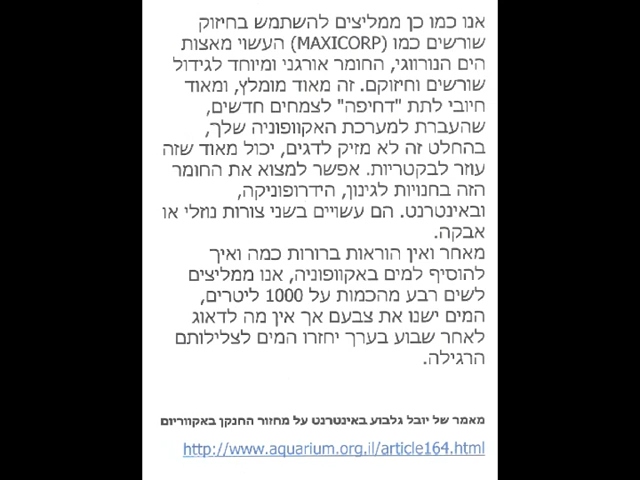 אנו כמו כן ממליצים להשתמש בחיזוק
שורשים כמו (MAXICORP) העשוי מאצות
הים הנורווגי, החומר אורגני ומיוחד לגידול
שורשים וחיזוקם. זה מאוד מומלץ, ומאוד
חיובי לתת "דחיפה" לצמחים חדשים,
שהעברת למערכת האקוופוניה שלך,
בהחלט זה לא מזיק לדגים, יכול מאוד שזה
עוזר לבקטריות. אפשר למצוא את החומר
הזה בחנויות לגינון, הידרופוניקה,
ובאינטרנט. הם עשויים בשני צורות נוזלי או
אבקה.
מאחר ואין הוראות ברורות כמה ואיך
להוסיף למים באקוופוניה, אנו ממליצים
לשים רבע מהכמות על 1000 ליטרים,
המים ישנו את צבעם אך אין מה לדאוג
לאחר שבוע בערך יחזרו המים לצלילותם
הרגילה.
מאמר של יובל גלבוע באינטרנט על מחזור החנקן באקווריום
http://www.aquarium.org.il/article164.html